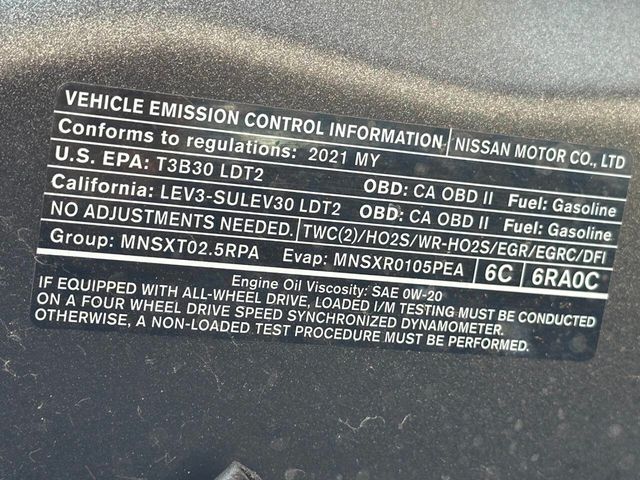 VEHICLE EMISSION CONTROL INFORMATION NISSAN MOTOR CO., LTD
Conforms to regulations: 2021 MY
U.S. EPA: T3B30 LDT2 OBD: CA OBD II Fuel: Gasoline
California: LEV3-SULEV30 LDT2 OBD: CA OBD II Fuel: Gasoline
NO ADJUSTMENTS NEEDED. TWC(2)/HO2S/WR-HO2S/EGR/EGRC/DFI
Group: MNSXT02.5RPA Evap: MNSXR0105PEA 6C 6RA0C
Engine Oil Viscosity: SAE 0W-20
IF EQUIPPED WITH ALL-WHEEL DRIVE, LOADED I/M TESTING MUST BE CONDUCTED
ON A FOUR WHEEL DRIVE SPEED SYNCHRONIZED DYNAMOMETER.
OTHERWISE, A NON-LOADED TEST PROCEDURE MUST BE PERFORMED.